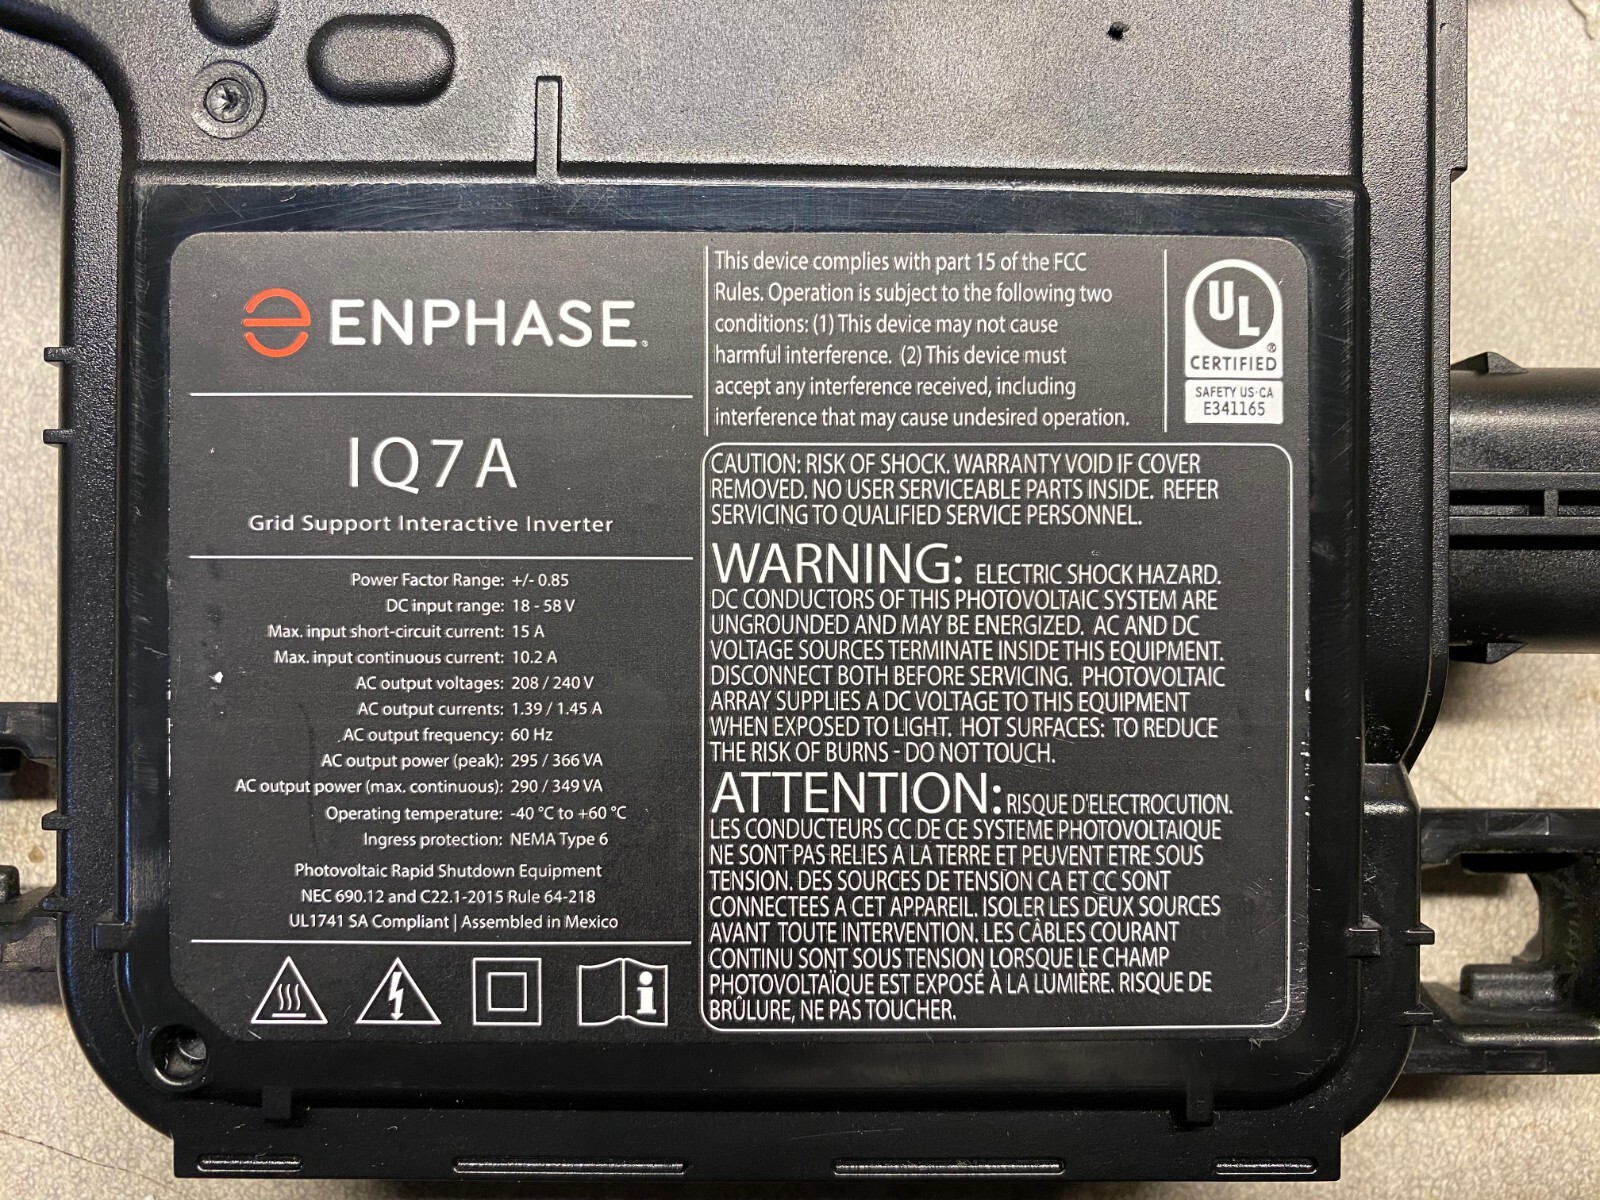 ENPHASE
IQ7A
Grid Support Interactive Inverter
Power Factor Range: +/- 0.85
DC input range: 18 - 58 V
Max. input short-circuit current: 15 A
Max. input continuous current: 10.2 A
AC output voltages: 208 / 240 V
AC output currents: 1.39 / 1.45 A
AC output frequency: 60 Hz
AC output power (peak): 295 / 366 VA
AC output power (max. continuous): 290 / 349 VA
Operating temperature: -40 °C to +60 °C
Ingress protection: NEMA Type 6
Photovoltaic Rapid Shutdown Equipment
NEC 690.12 and C22.1-2015 Rule 64-218
UL1741 SA Compliant | Assembled in Mexico
This device complies with part 15 of the FCC
Rules. Operation is subject to the following two
conditions: (1) This device may not cause
harmful interference. (2) This device must
accept any interference received, including
interference that may cause undesired operation.
UL ®
CERTIFIED
SAFETY US·CA
E341165
CAUTION: RISK OF SHOCK. WARRANTY VOID IF COVER
REMOVED. NO USER SERVICEABLE PARTS INSIDE. REFER
SERVICING TO QUALIFIED SERVICE PERSONNEL.
WARNING: ELECTRIC SHOCK HAZARD.
DC CONDUCTORS OF THIS PHOTOVOLTAIC SYSTEM ARE
UNGROUNDED AND MAY BE ENERGIZED. AC AND DC
VOLTAGE SOURCES TERMINATE INSIDE THIS EQUIPMENT.
DISCONNECT BOTH BEFORE SERVICING. PHOTOVOLTAIC
ARRAY SUPPLIES A DC VOLTAGE TO THIS EQUIPMENT
WHEN EXPOSED TO LIGHT. HOT SURFACES: TO REDUCE
THE RISK OF BURNS - DO NOT TOUCH.
ATTENTION: RISQUE D'ELECTROCUTION.
LES CONDUCTEURS CC DE CE SYSTEME PHOTOVOLTAIQUE
NE SONT PAS RELIES A LA TERRE ET PEUVENT ETRE SOUS
TENSION. DES SOURCES DE TENSION CA ET CC SONT
CONNECTEES A CET APPAREIL. ISOLER LES DEUX SOURCES
AVANT TOUTE INTERVENTION. LES CÂBLES COURANT
CONTINU SONT SOUS TENSION LORSQUE LE CHAMP
PHOTOVOLTAÏQUE EST EXPOSÉ À LA LUMIÈRE. RISQUE DE
BRÛLURE, NE PAS TOUCHER.